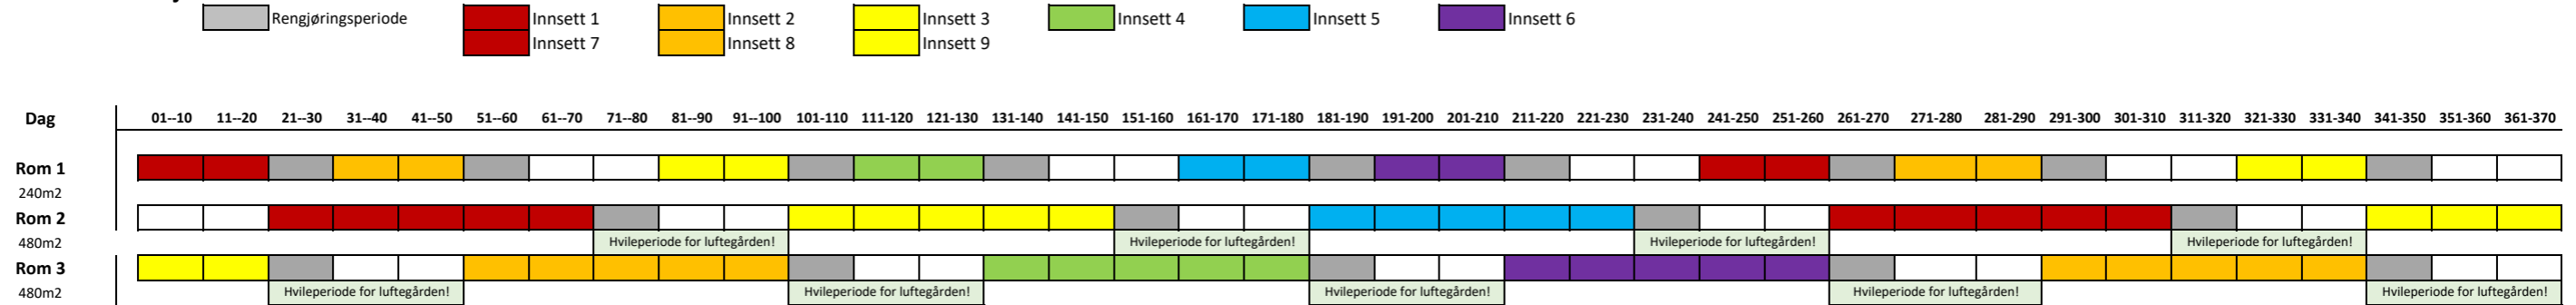 Rengjøringsperiode Innsett 1 Innsett 2 Innsett 3 Innsett 4 Innsett 5 Innsett 6
Innsett 7 Innsett 8 Innsett 9
Dag 01--10 11--20 21--30 31--40 41--50 51--60 61--70 71--80 81--90 91--100 101-110 111-120 121-130 131-140 141-150 151-160 161-170 171-180 181-190 191-200 201-210 211-220 221-230 231-240 241-250 251-260 261-270 271-280 281-290 291-300 301-310 311-320 321-330 331-340 341-350 351-360 361-370
Rom 1
240m2
Rom 2
480m2 Hvileperiode for luftegården! Hvileperiode for luftegården! Hvileperiode for luftegården! Hvileperiode for luftegården!
Rom 3
480m2 Hvileperiode for luftegården! Hvileperiode for luftegården! Hvileperiode for luftegården! Hvileperiode for luftegården! Hvileperiode for luftegården!